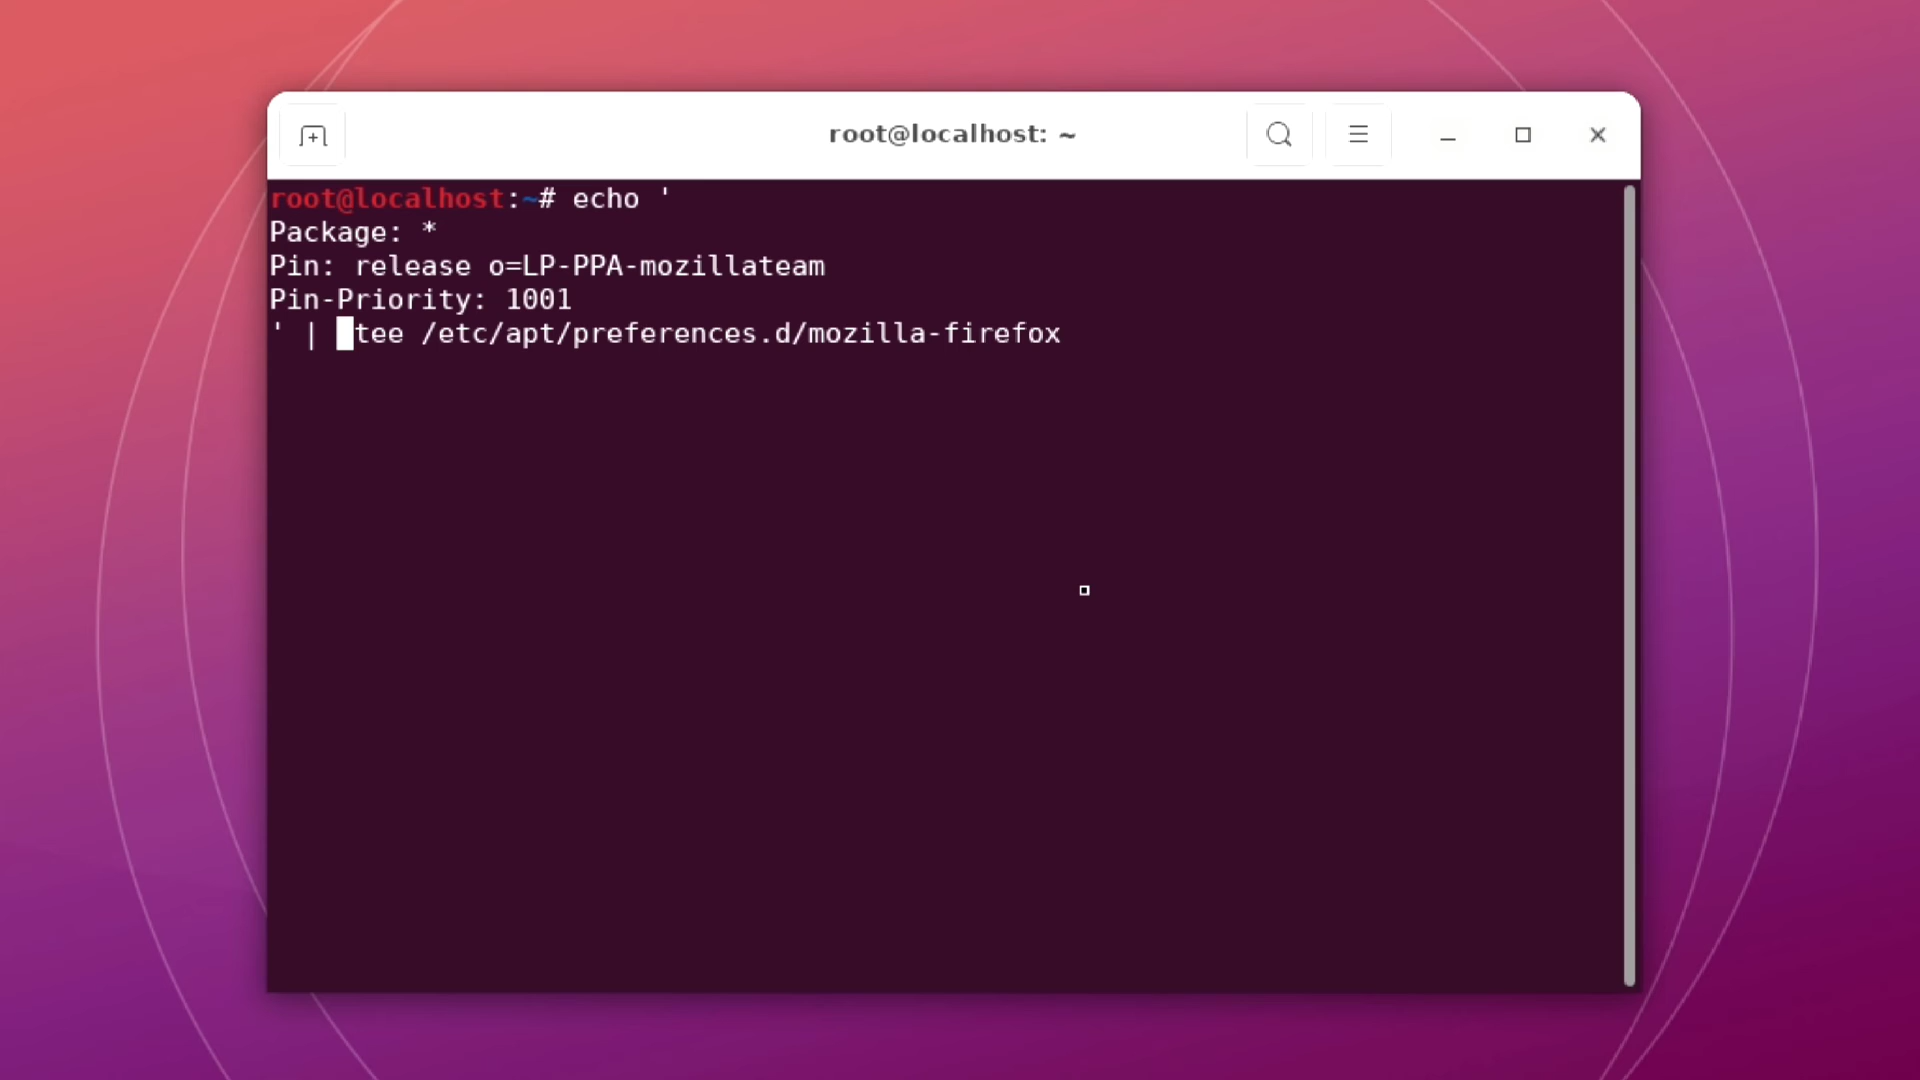 root@localhost: ~
root@localhost:~# echo '
Package: *
Pin: release o=LP-PPA-mozillateam
Pin-Priority: 1001
' | tee /etc/apt/preferences.d/mozilla-firefox